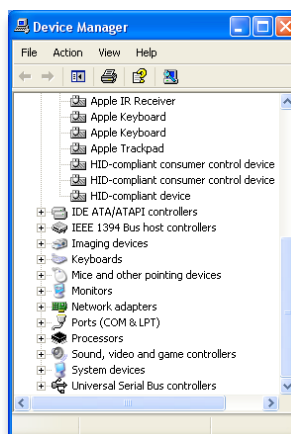 Device Manager
File Action View Help
Apple IR Receiver
Apple Keyboard
Apple Keyboard
Apple Trackpad
HID-compliant consumer control device
HID-compliant consumer control device
HID-compliant device
IDE ATA/ATAPI controllers
IEEE 1394 Bus host controllers
Imaging devices
Keyboards
Mice and other pointing devices
Monitors
Network adapters
Ports (COM & LPT)
Processors
Sound, video and game controllers
System devices
Universal Serial Bus controllers